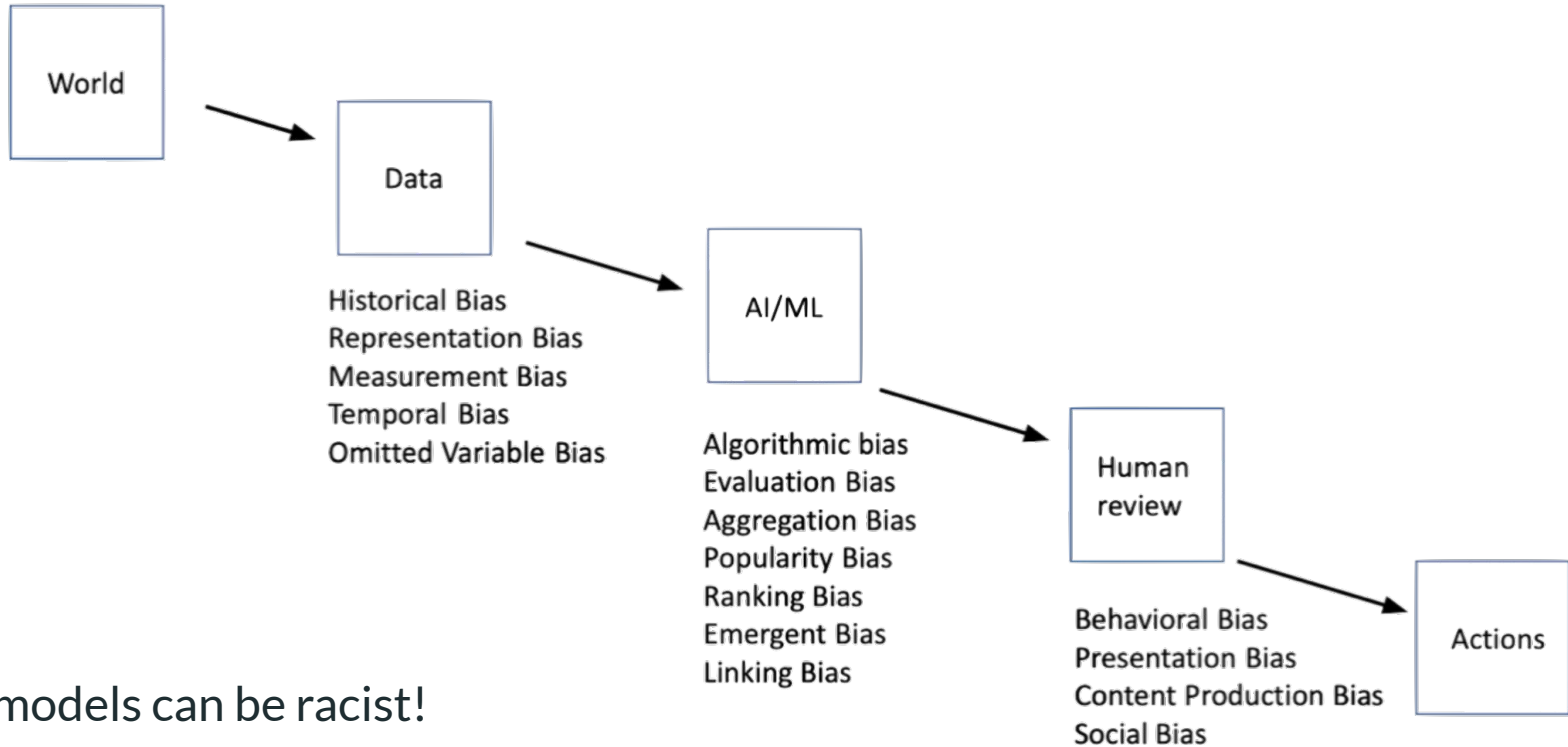 World
Data
Historical Bias
Representation Bias
Measurement Bias
Temporal Bias
Omitted Variable Bias
AI/ML
Algorithmic bias
Evaluation Bias
Aggregation Bias
Popularity Bias
Ranking Bias
Emergent Bias
Linking Bias
Human
review
Behavioral Bias
Presentation Bias
Content Production Bias
Social Bias
Actions
models can be racist!